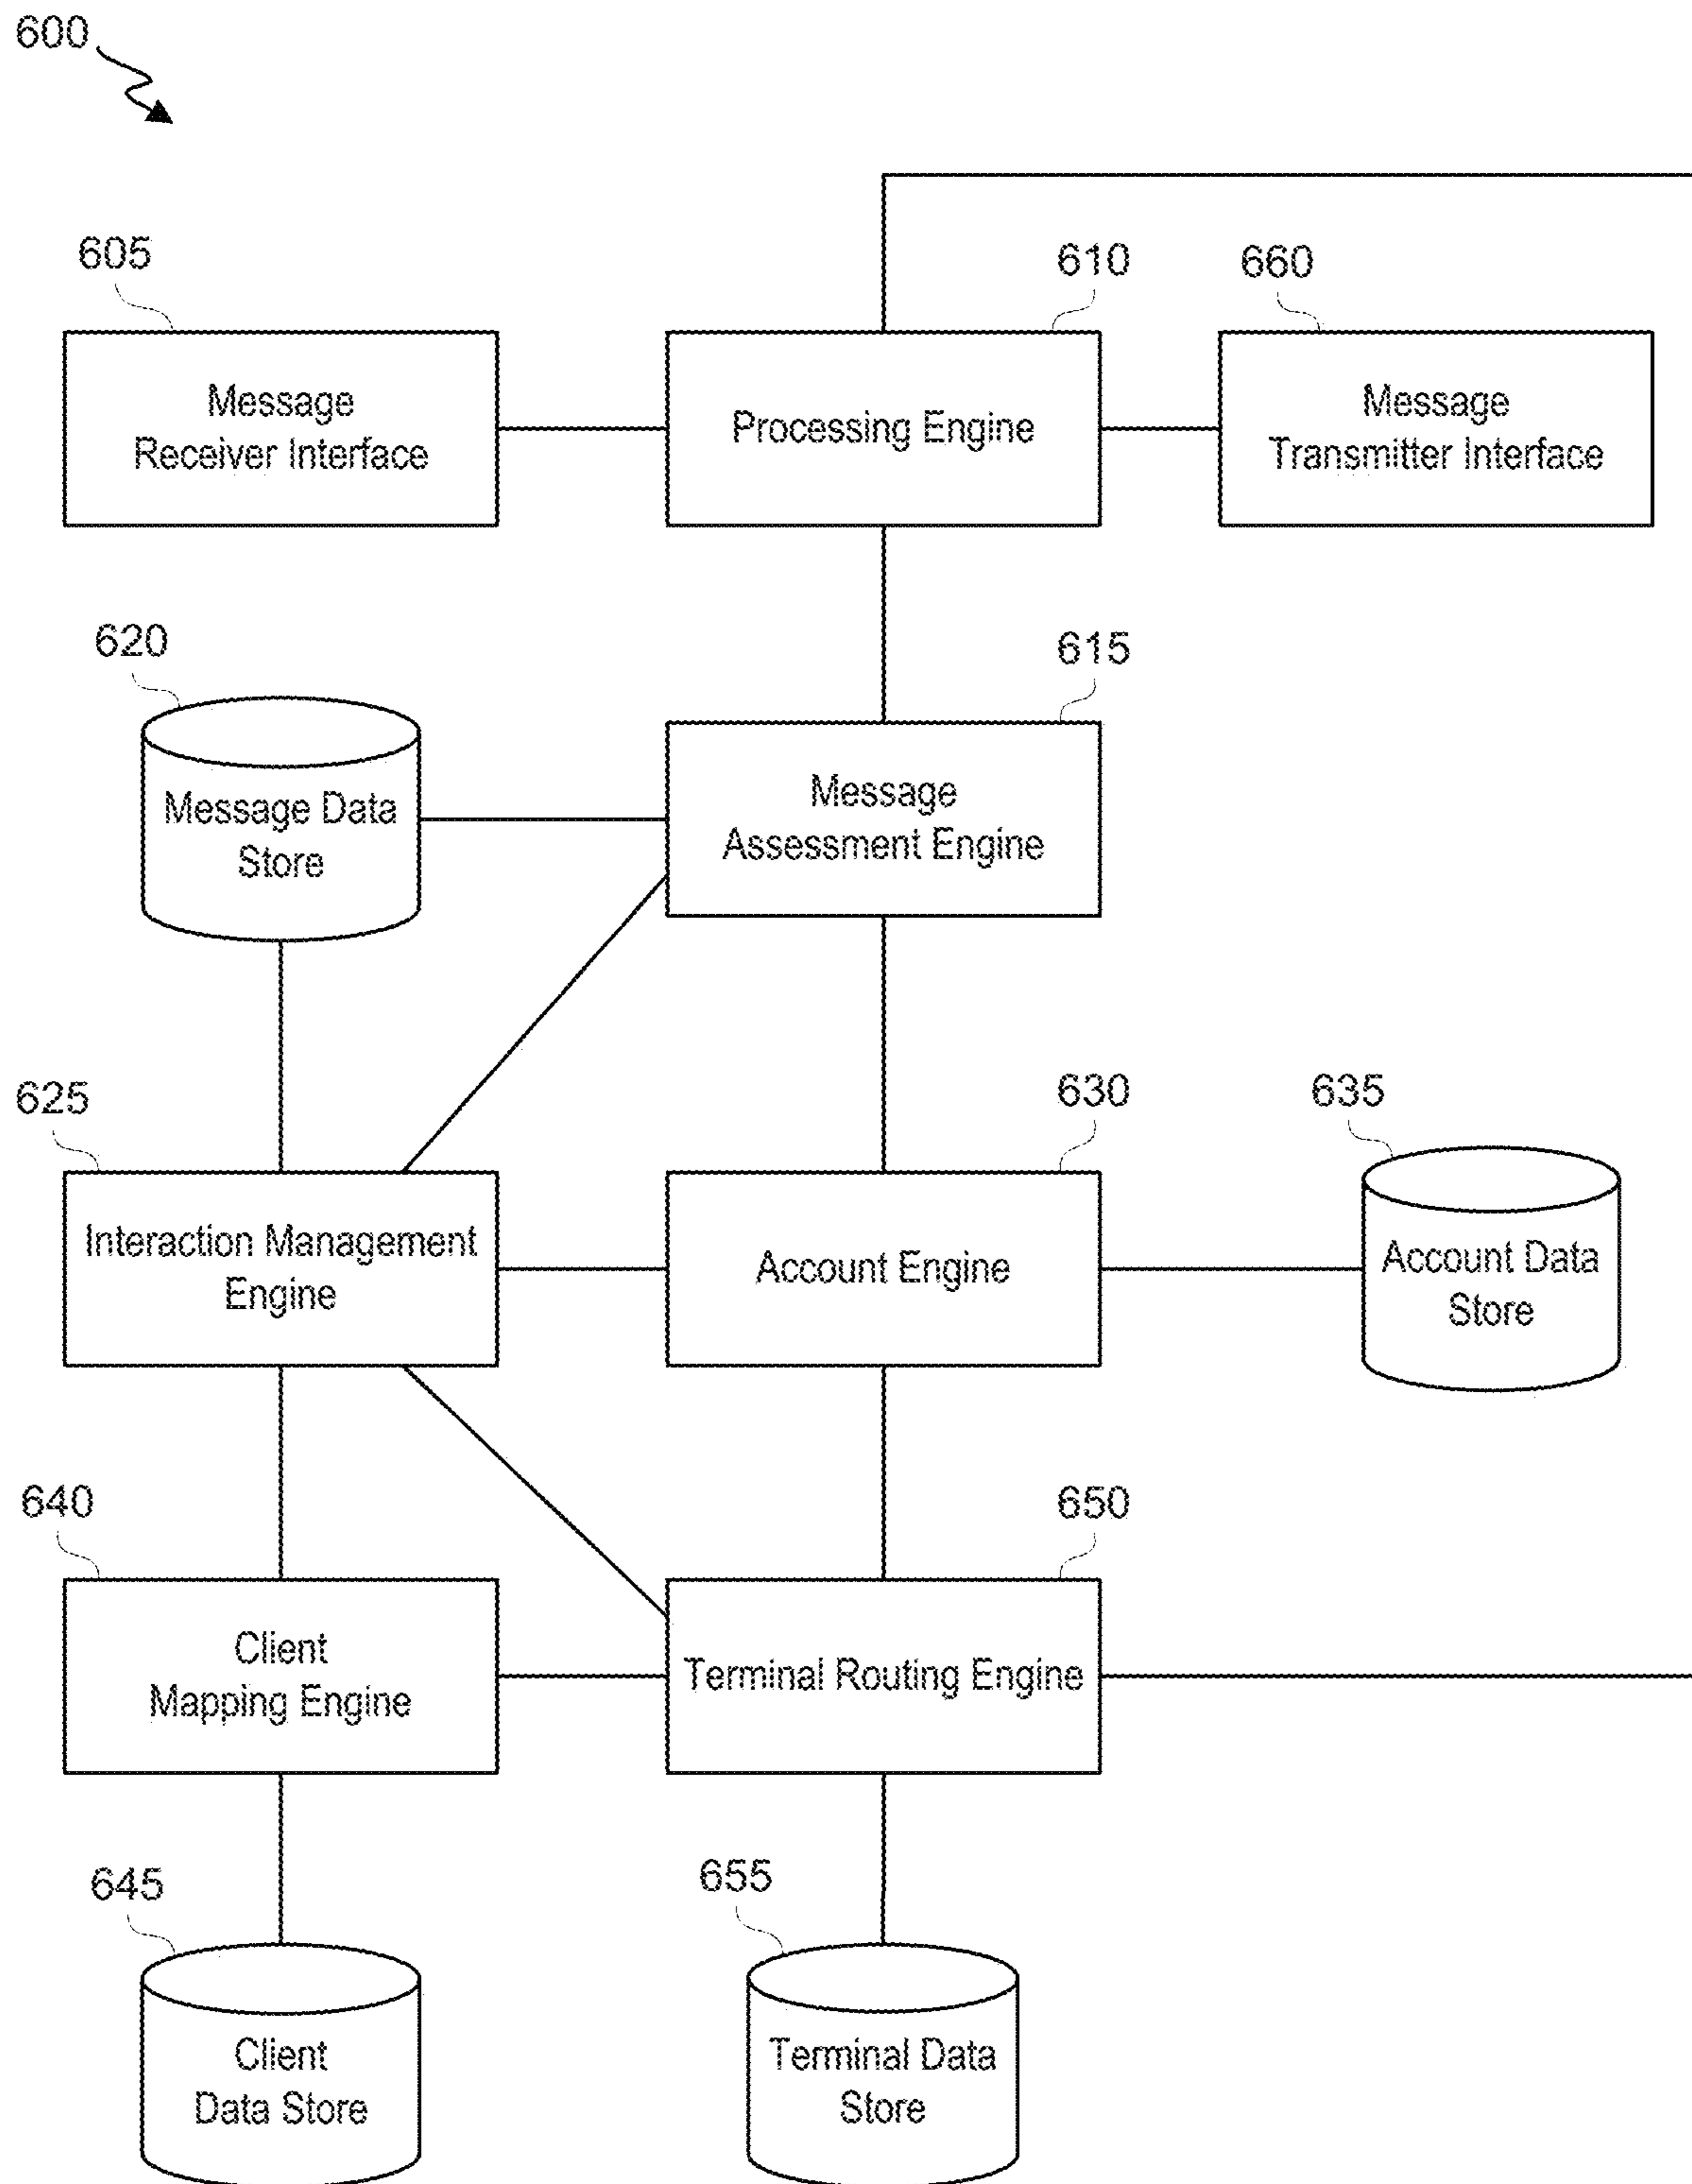 600
605
610
660
Message
Receiver Interface
Processing Engine
Message
Transmitter Interface
620
615
Message Data
Store
Message
Assessment Engine
625
630
635
Interaction Management
Engine
Account Engine
Account Data
Store
640
650
Client
Mapping Engine
Terminal Routing Engine
645
655
Client
Data Store
Terminal Data
Store